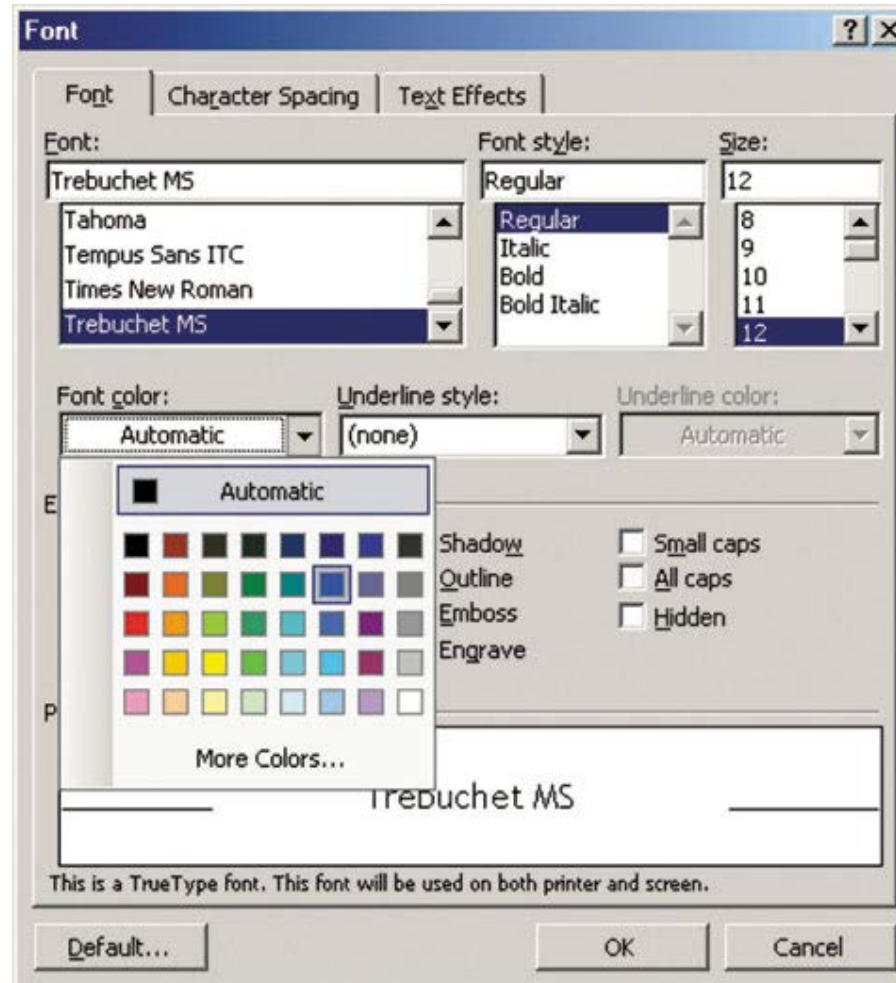 Font
Font Character Spacing Text Effects
Font: Font style: Size:
Trebuchet MS Regular 12
Tahoma Regular 8
Tempus Sans ITC Italic 9
Times New Roman Bold 10
Trebuchet MS Bold Italic 11
12
Font color: Underline style: Underline color:
Automatic (none) Automatic
Automatic
E
Shadow Small caps
Outline All caps
Emboss Hidden
Engrave
P
More Colors...
Trebuchet MS
This is a TrueType font. This font will be used on both printer and screen.
Default... OK Cancel